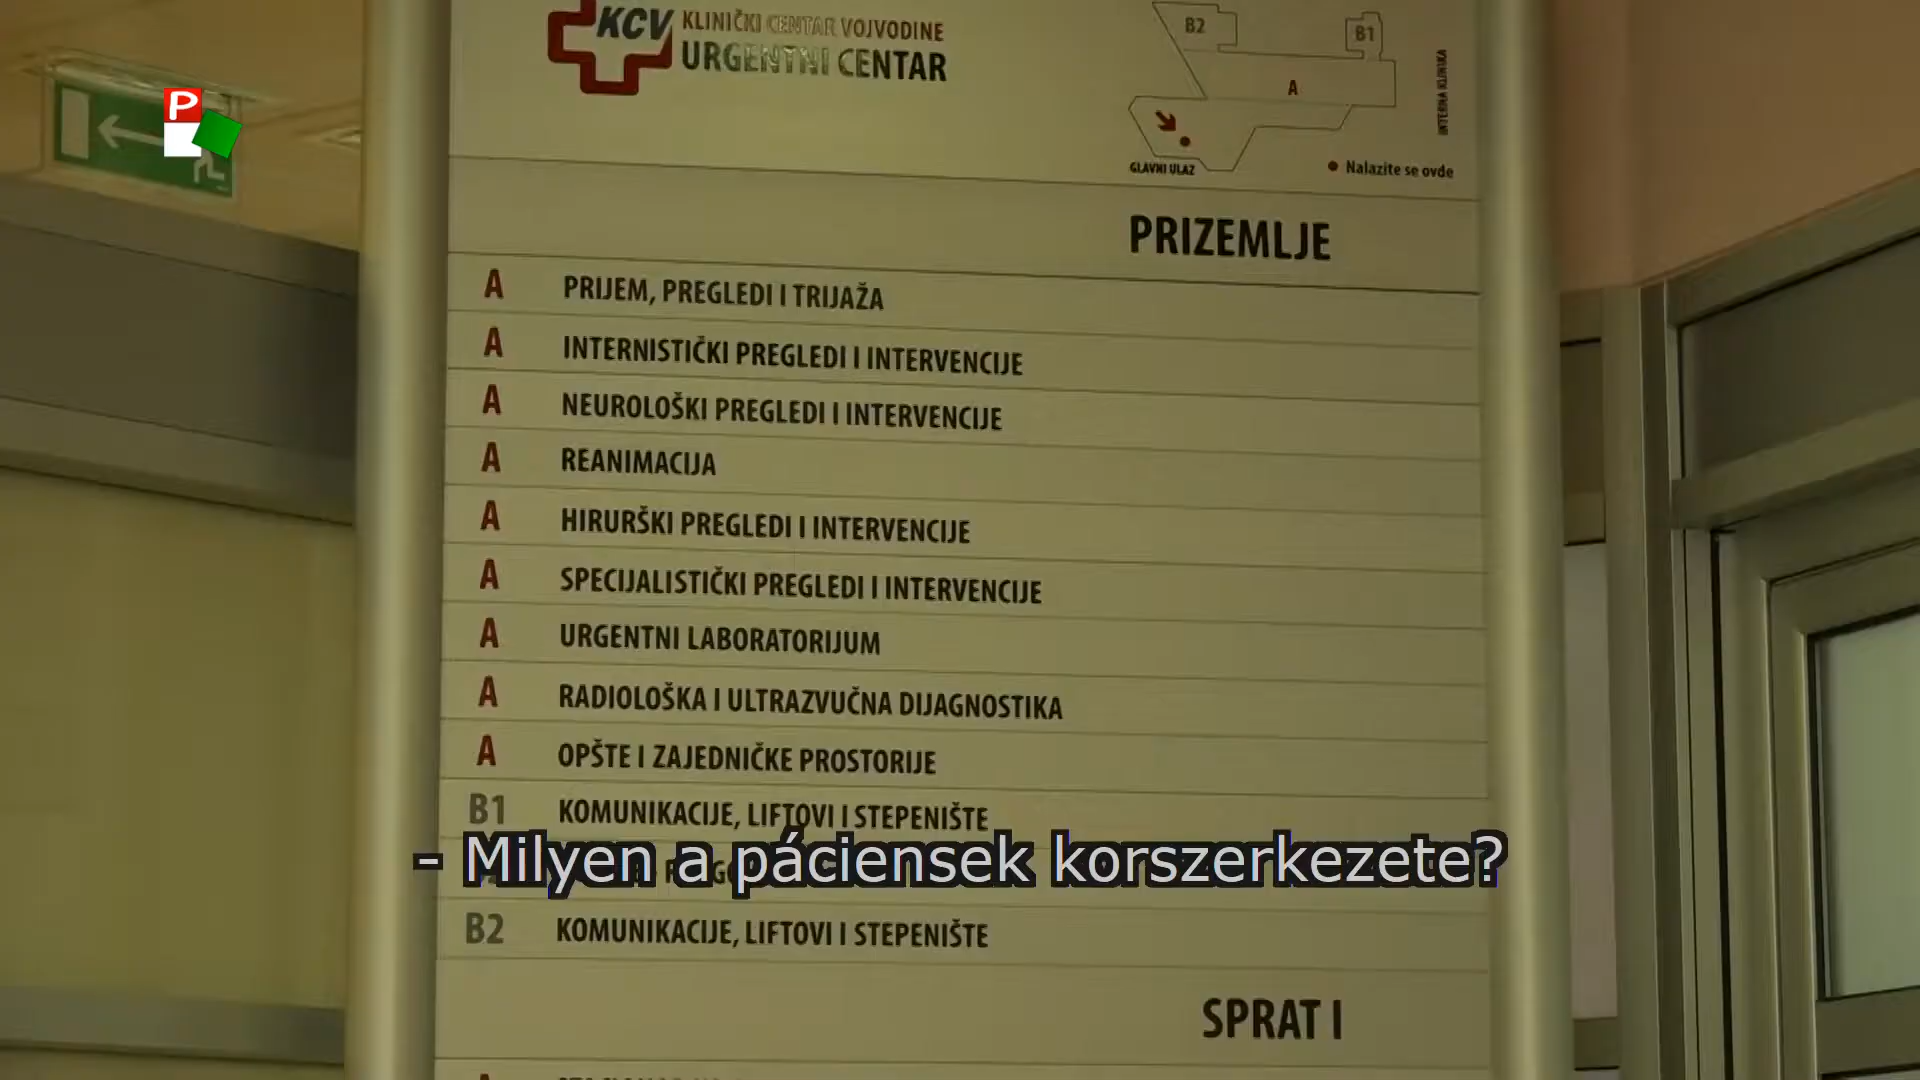 KCV
KLINIČKI CENTAR VOJVODINE
URGENTNI CENTAR
B2
B1
A
INTERNA KLINIKA
GLAVNI ULAZ
Nalazite se ovde
P
PRIZEMLJE
A PRIJEM, PREGLEDI I TRIJAŽA
A INTERNISTIČKI PREGLEDI I INTERVENCIJE
A NEUROLOŠKI PREGLEDI I INTERVENCIJE
A REANIMACIJA
A HIRURŠKI PREGLEDI I INTERVENCIJE
A SPECIJALISTIČKI PREGLEDI I INTERVENCIJE
A URGENTNI LABORATORIJUM
A RADIOLOŠKA I ULTRAZVUČNA DIJAGNOSTIKA
A OPŠTE I ZAJEDNIČKE PROSTORIJE
B1 KOMUNIKACIJE, LIFTOVI I STEPENIŠTE
- Milyen a páciensek korszerkezete?
B2 KOMUNIKACIJE, LIFTOVI I STEPENIŠTE
SPRAT I